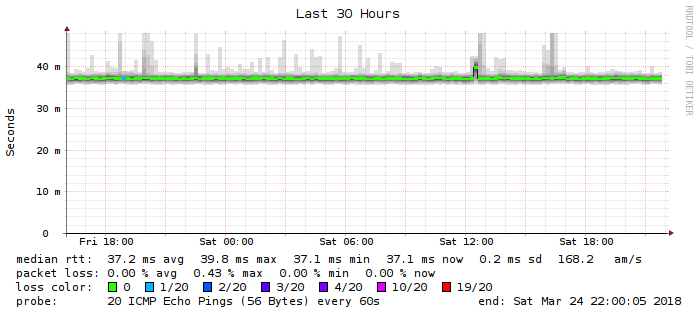 Last 30 Hours
RRDTOOL / TOBI OETIKER
Seconds
40 m
30 m
20 m
10 m
0
Fri 18:00 Sat 00:00 Sat 06:00 Sat 12:00 Sat 18:00
median rtt: 37.2 ms avg 39.8 ms max 37.1 ms min 37.1 ms now 0.2 ms sd 168.2 am/s
packet loss: 0.00 % avg 0.43 % max 0.00 % min 0.00 % now
loss color: 0 1/20 2/20 3/20 4/20 10/20 19/20
probe: 20 ICMP Echo Pings (56 Bytes) every 60s end: Sat Mar 24 22:00:05 2018